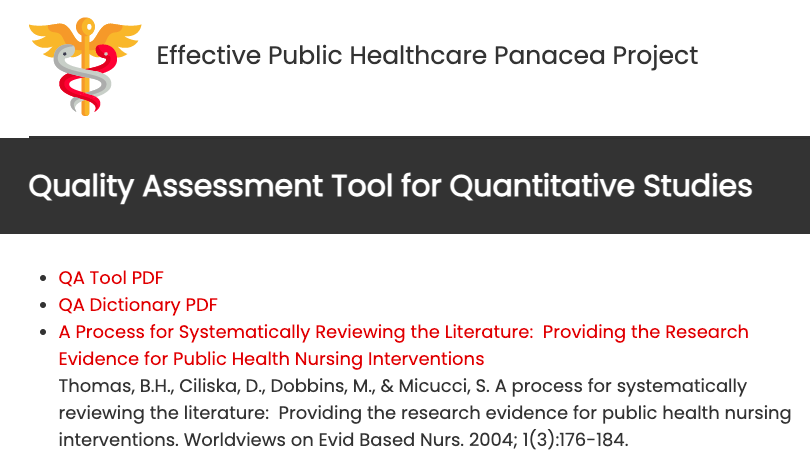 Effective Public Healthcare Panacea Project
Quality Assessment Tool for Quantitative Studies
• QA Tool PDF
• QA Dictionary PDF
• A Process for Systematically Reviewing the Literature:  Providing the Research
Evidence for Public Health Nursing Interventions
Thomas, B.H., Ciliska, D., Dobbins, M., & Micucci, S. A process for systematically
reviewing the literature:  Providing the research evidence for public health nursing
interventions. Worldviews on Evid Based Nurs. 2004; 1(3):176-184.